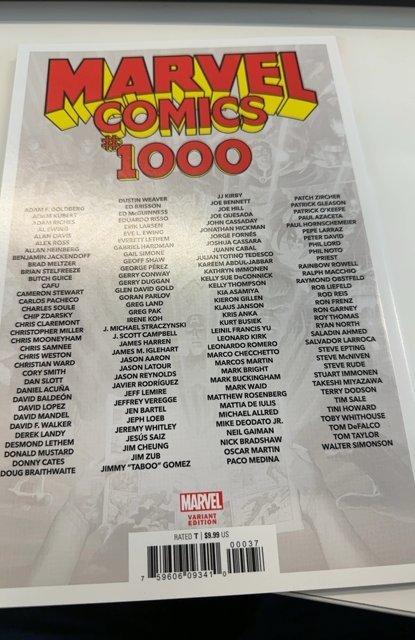 MARVEL
COMICS
#1000
ADAM F. GOLDBERG
ADAM KUBERT
ADAM RICHES
AL EWING
ALAN DAVIS
ALEX ROSS
ALLAN HEINBERG
BENJAMIN JACKENDOFF
BRAD MELTZER
BRIAN STELFREEZE
BUTCH GUICE
CAFU
CAMERON STEWART
CARLOS PACHECO
CHARLES SOULE
CHIP ZDARSKY
CHRIS CLAREMONT
CHRISTOPHER MILLER
CHRIS MOONEYHAM
CHRIS SAMNEE
CHRIS WESTON
CHRISTIAN WARD
CORY SMITH
DAN SLOTT
DANIEL ACUÑA
DAVID BALDEÓN
DAVID LOPEZ
DAVID MANDEL
DAVID F. WALKER
DEREK LANDY
DESMOND LETHEM
DONALD MUSTARD
DONNY CATES
DOUG BRAITHWAITE
DUSTIN WEAVER
ED BRISSON
ED McGUINNESS
EDUARDO RISSO
ERIK LARSEN
EVE L. EWING
EVERETT LETHEM
GABRIEL HARDMAN
GAIL SIMONE
GEOFF SHAW
GEORGE PÉREZ
GERRY CONWAY
GERRY DUGGAN
GLEN DAVID GOLD
GORAN PARLOV
GREG LAND
GREG PAK
IRENE KOH
J. MICHAEL STRACZYNSKI
J. SCOTT CAMPBELL
JAMES HARREN
JAMES M. IGLEHART
JASON AARON
JASON LATOUR
JASON REYNOLDS
JAVIER RODRÍGUEZ
JEFF LEMIRE
JEFFREY VEREGGE
JEN BARTEL
JEPH LOEB
JEREMY WHITLEY
JESÚS SAIZ
JIM CHEUNG
JIM ZUB
JIMMY "TABOO" GOMEZ
JJ KIRBY
JOE BENNETT
JOE HILL
JOE QUESADA
JOHN CASSADAY
JONATHAN HICKMAN
JORGE FORNÉS
JOSHUA CASSARA
JUANN CABAL
JULIAN TOTINO TEDESCO
KAREEM ABDUL-JABBAR
KATHRYN IMMONEN
KELLY SUE DeCONNICK
KELLY THOMPSON
KIA ASAMIYA
KIERON GILLEN
KLAUS JANSON
KRIS ANKA
KURT BUSIEK
LEINIL FRANCIS YU
LEONARD KIRK
LEONARDO ROMERO
MARCO CHECCHETTO
MARCOS MARTIN
MARK BRIGHT
MARK BUCKINGHAM
MARK WAID
MATTHEW ROSENBERG
MATTIA DE IULIS
MICHAEL ALLRED
MIKE DEODATO JR.
NEIL GAIMAN
NICK BRADSHAW
OSCAR MARTIN
PACO MEDINA
PATCH ZIRCHER
PATRICK GLEASON
PATRICK O'KEEFE
PAUL AZACETA
PAUL HORNSCHEMEIER
PEPE LARRAZ
PETER DAVID
PHIL LORD
PHIL NOTO
PRIEST
RAINBOW ROWELL
RALPH MACCHIO
RAYMOND OBSTFELD
ROB LIEFELD
ROD REIS
RON FRENZ
RON GARNEY
ROY THOMAS
RYAN NORTH
SALADIN AHMED
SALVADOR LARROCA
STEVE EPTING
STEVE McNIVEN
STEVE RUDE
STUART IMMONEN
TAKESHI MIYAZAWA
TERRY DODSON
TIM SALE
TINI HOWARD
TOBY WHITHOUSE
TOM DeFALCO
TOM TAYLOR
WALTER SIMONSON
MARVEL
VARIANT
EDITION
RATED T | $9.99 US
00037
7 59606 09341 0